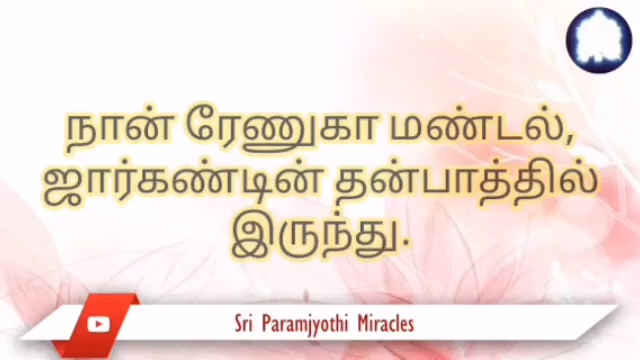 நான் ரேணுகா மண்டல்,
ஜார்கண்டின் தன்பாத்தில்
இருந்து.
Sri Paramjyothi Miracles